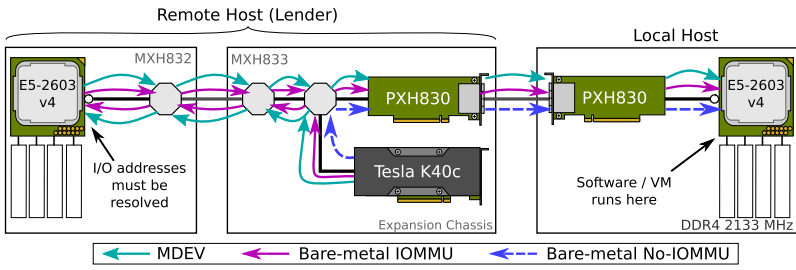 Remote Host (Lender)
Local Host
MXH832
MXH833
E5-2603
v4
PXH830
PXH830
E5-2603
v4
I/O addresses
must be
resolved
Tesla K40c
Software / VM
runs here
Expansion Chassis
DDR4 2133 MHz
MDEV
Bare-metal IOMMU
Bare-metal No-IOMMU